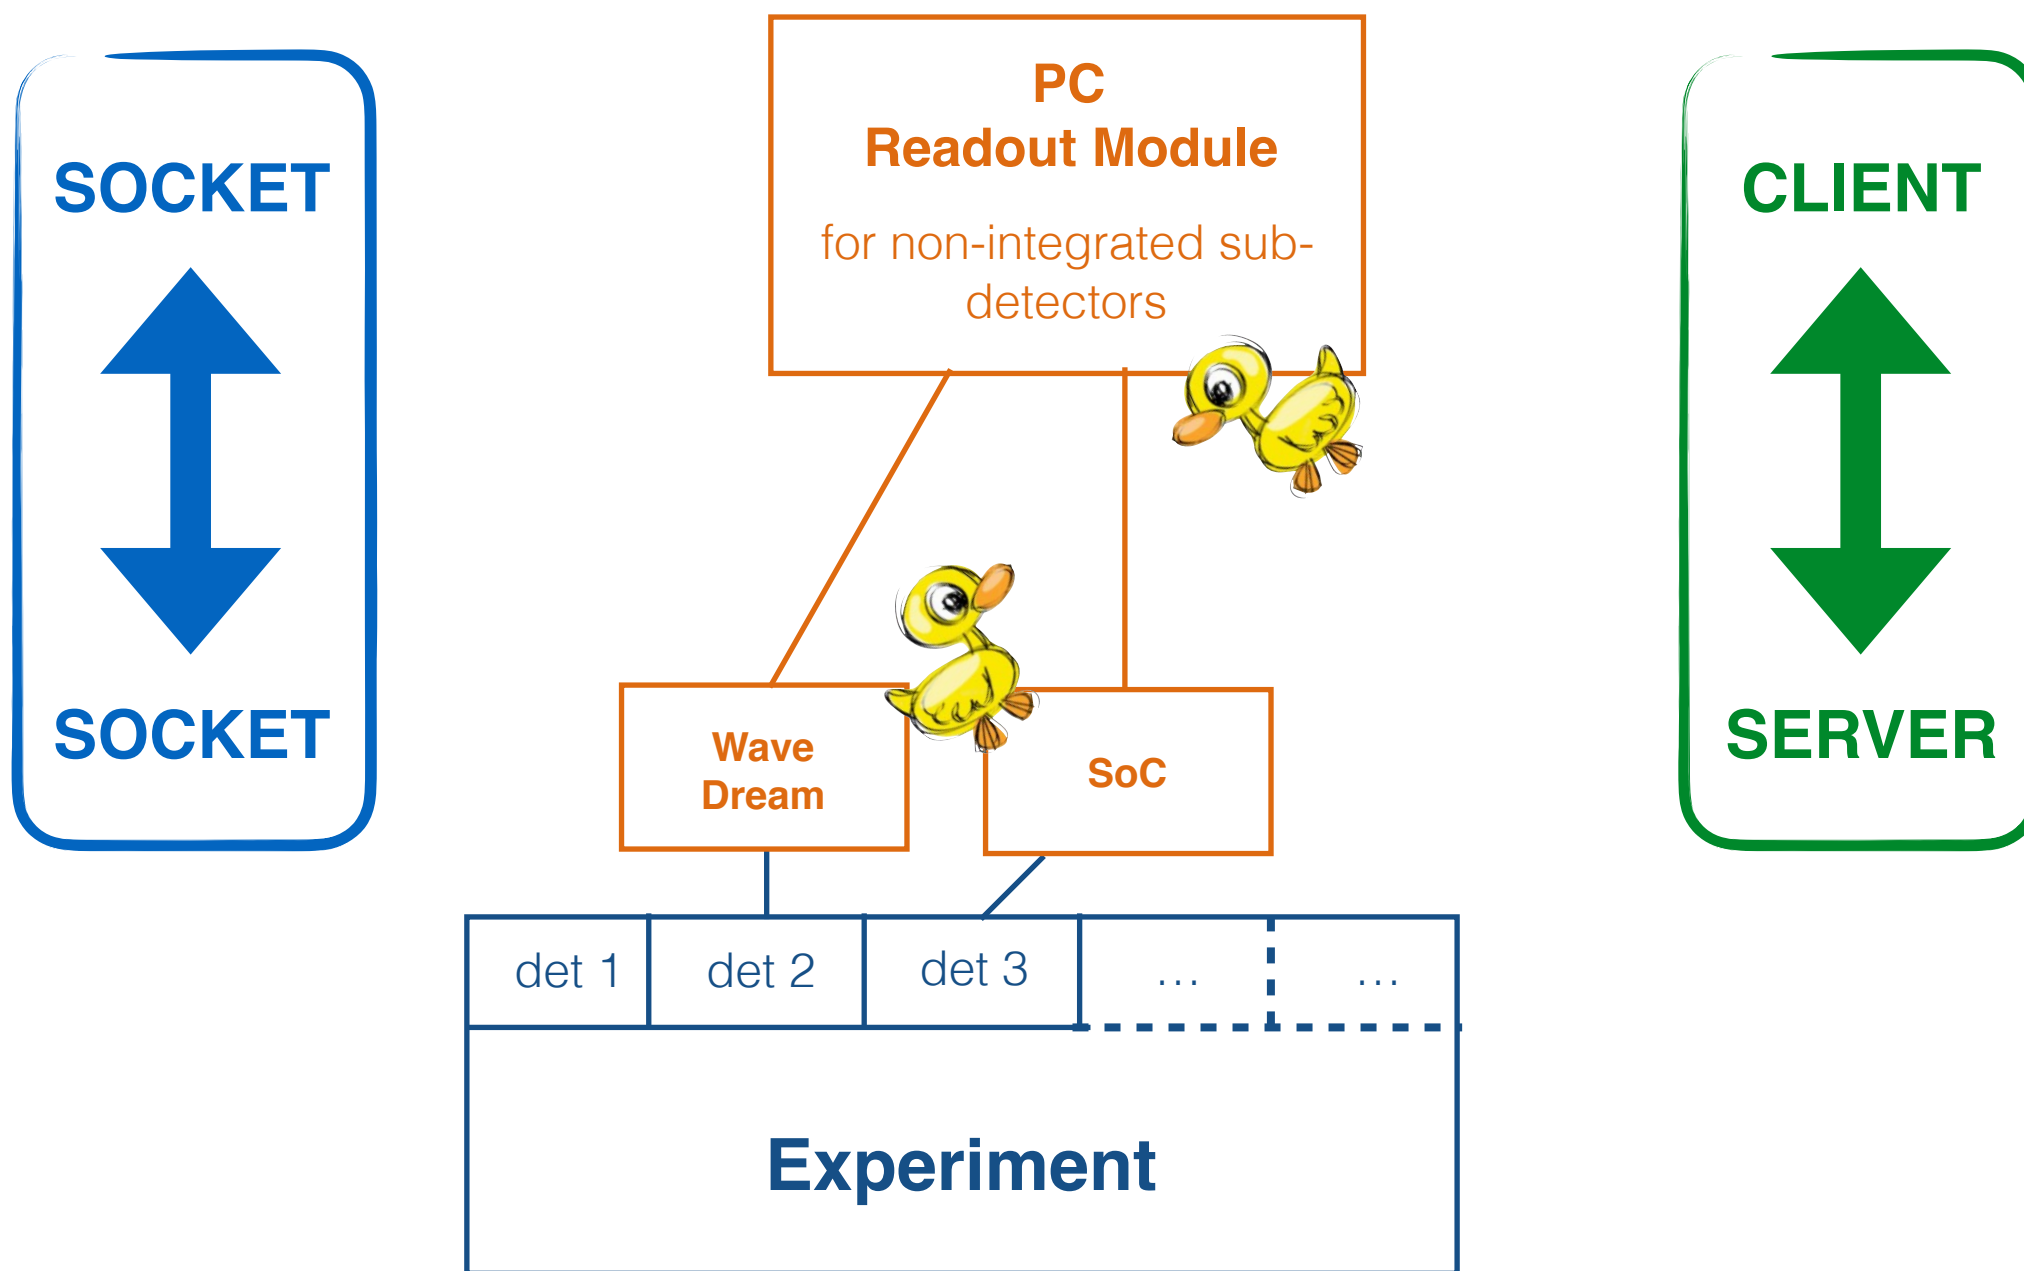 SOCKET
SOCKET
PC
Readout Module
for non-integrated sub-
detectors
Wave
Dream
SoC
det 1
det 2
det 3
...
...
Experiment
CLIENT
SERVER